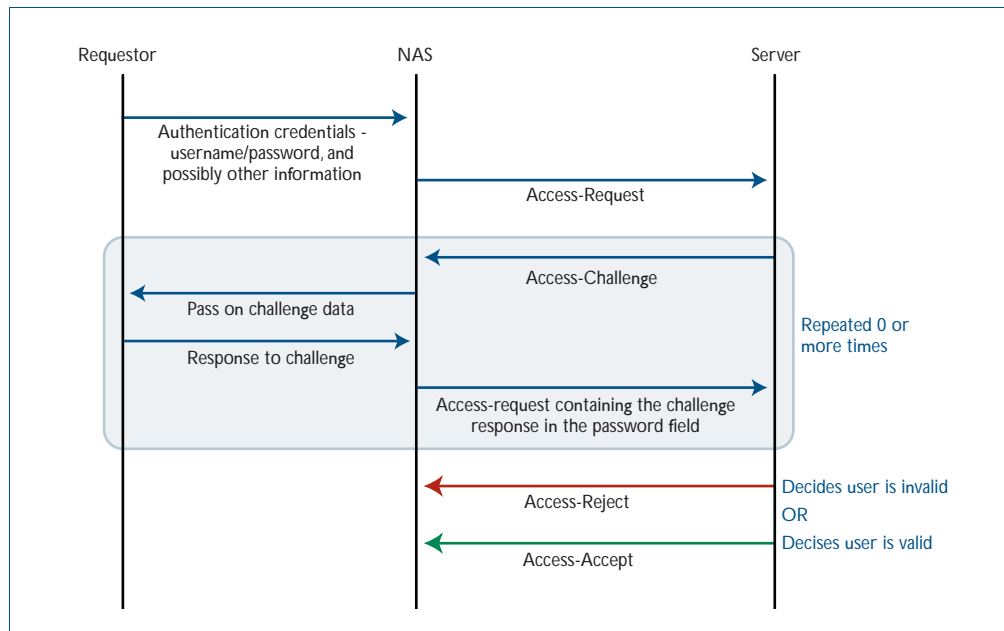 Requestor
NAS
Server
Authentication credentials -
username/password, and
possibly other information
Access-Request
Access-Challenge
Pass on challenge data
Response to challenge
Repeated 0 or
more times
Access-request containing the challenge
response in the password field
Access-Reject
Decides user is invalid
OR
Decises user is valid
Access-Accept